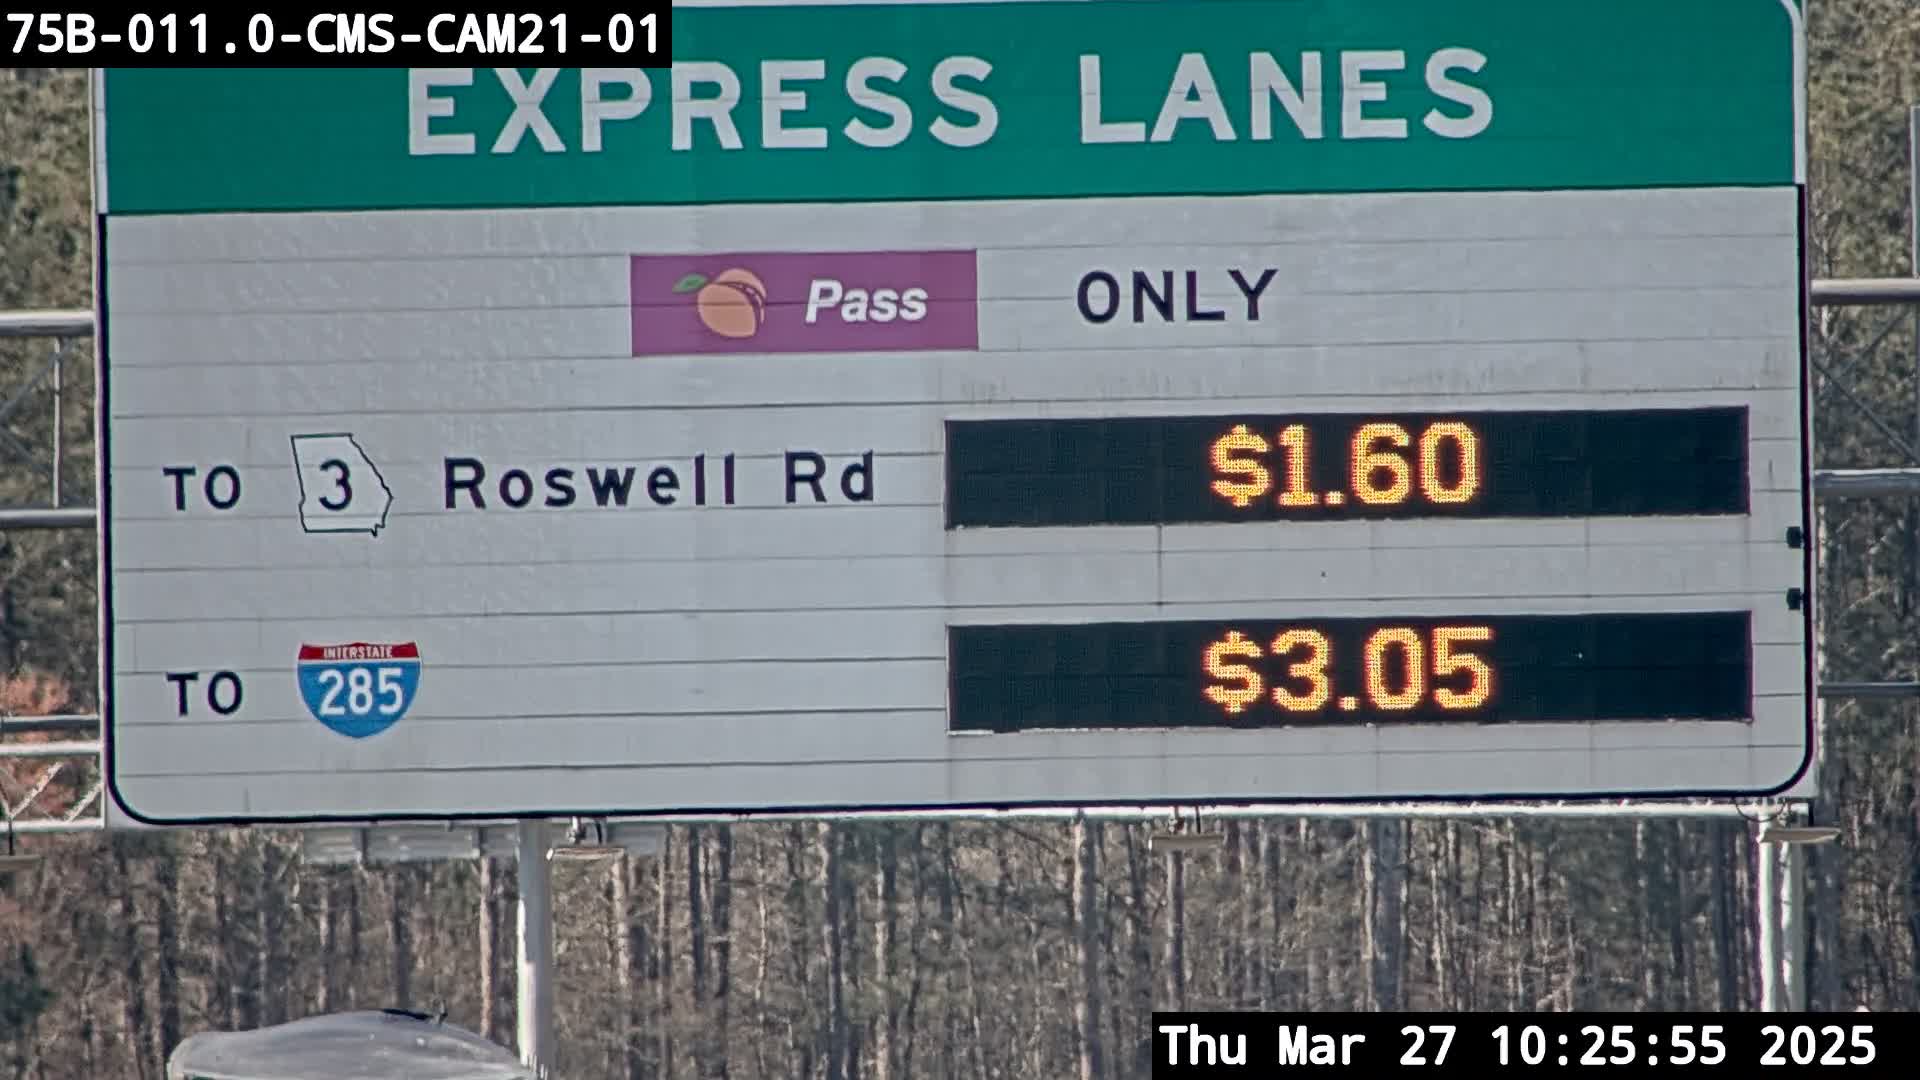 75B-011.0-CMS-CAM21-01
EXPRESS LANES
Pass ONLY
TO 3 Roswell Rd $1.60
INTERSTATE
TO 285 $3.05
Thu Mar 27 10:25:55 2025